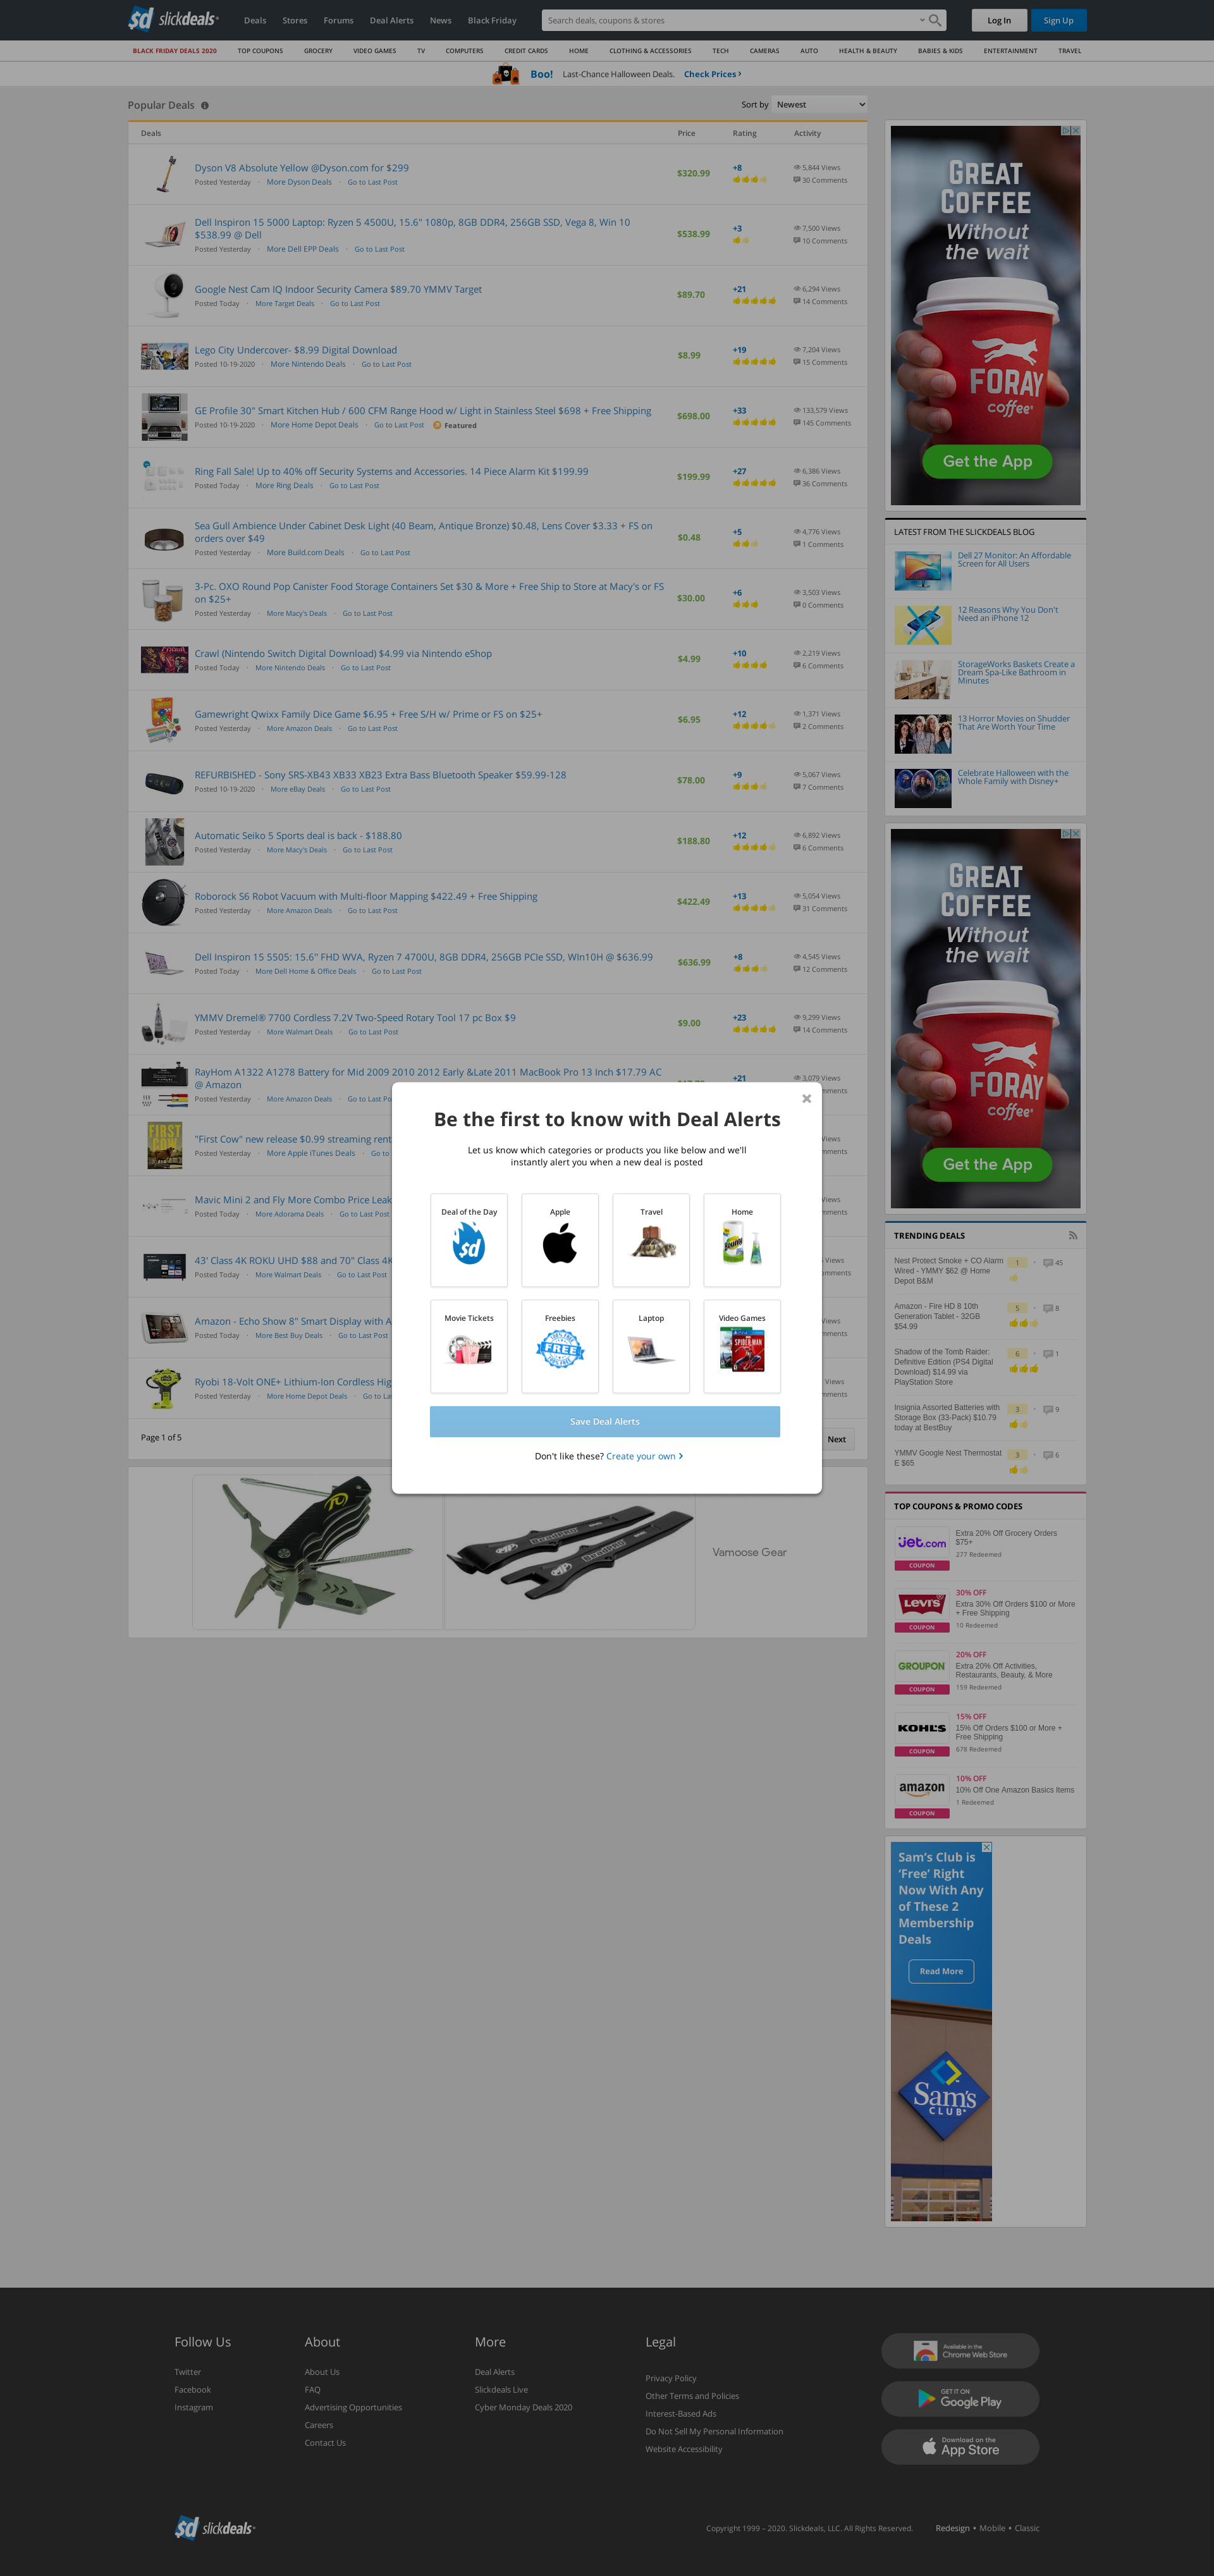 slickdeals
Deals
Stores
Forums
Deal Alerts
News
Black Friday
Search deals, coupons & stores
Log In
Sign Up
BLACK FRIDAY DEALS 2020
TOP COUPONS
GROCERY
VIDEO GAMES
TV
COMPUTERS
CREDIT CARDS
HOME
CLOTHING & ACCESSORIES
TECH
CAMERAS
AUTO
HEALTH & BEAUTY
BABIES & KIDS
ENTERTAINMENT
TRAVEL
Boo! Last-Chance Halloween Deals. Check Prices
Popular Deals
Sort by Newest
Deals Price Rating Activity
Dyson V8 Absolute Yellow @Dyson.com for $299
Posted Yesterday · More Dyson Deals · Go to Last Post
$320.99
+8
5,844 Views
30 Comments
Dell Inspiron 15 5000 Laptop: Ryzen 5 4500U, 15.6" 1080p, 8GB DDR4, 256GB SSD, Vega 8, Win 10
$538.99 @ Dell
Posted Yesterday · More Dell EPP Deals · Go to Last Post
$538.99
+3
7,500 Views
10 Comments
Google Nest Cam IQ Indoor Security Camera $89.70 YMMV Target
Posted Today · More Target Deals · Go to Last Post
$89.70
+21
6,294 Views
14 Comments
Lego City Undercover- $8.99 Digital Download
Posted 10-19-2020 · More Nintendo Deals · Go to Last Post
$8.99
+19
7,204 Views
15 Comments
GE Profile 30" Smart Kitchen Hub / 600 CFM Range Hood w/ Light in Stainless Steel $698 + Free Shipping
Posted 10-19-2020 · More Home Depot Deals · Go to Last Post Featured
$698.00
+33
133,579 Views
145 Comments
Ring Fall Sale! Up to 40% off Security Systems and Accessories. 14 Piece Alarm Kit $199.99
Posted Today · More Ring Deals · Go to Last Post
$199.99
+27
6,386 Views
36 Comments
Sea Gull Ambience Under Cabinet Desk Light (40 Beam, Antique Bronze) $0.48, Lens Cover $3.33 + FS on
orders over $49
Posted Yesterday · More Build.com Deals · Go to Last Post
$0.48
+5
4,776 Views
1 Comments
3-Pc. OXO Round Pop Canister Food Storage Containers Set $30 & More + Free Ship to Store at Macy's or FS
on $25+
Posted Yesterday · More Macy's Deals · Go to Last Post
$30.00
+6
3,503 Views
0 Comments
Crawl (Nintendo Switch Digital Download) $4.99 via Nintendo eShop
Posted Today · More Nintendo Deals · Go to Last Post
$4.99
+10
2,219 Views
6 Comments
Gamewright Qwixx Family Dice Game $6.95 + Free S/H w/ Prime or FS on $25+
Posted Yesterday · More Amazon Deals · Go to Last Post
$6.95
+12
1,371 Views
2 Comments
REFURBISHED - Sony SRS-XB43 XB33 XB23 Extra Bass Bluetooth Speaker $59.99-128
Posted 10-19-2020 · More eBay Deals · Go to Last Post
$78.00
+9
5,067 Views
7 Comments
Automatic Seiko 5 Sports deal is back - $188.80
Posted Yesterday · More Macy's Deals · Go to Last Post
$188.80
+12
6,892 Views
6 Comments
Roborock S6 Robot Vacuum with Multi-floor Mapping $422.49 + Free Shipping
Posted Yesterday · More Amazon Deals · Go to Last Post
$422.49
+13
5,054 Views
31 Comments
Dell Inspiron 15 5505: 15.6" FHD WVA, Ryzen 7 4700U, 8GB DDR4, 256GB PCIe SSD, WIn10H @ $636.99
Posted Today · More Dell Home & Office Deals · Go to Last Post
$636.99
+8
4,545 Views
12 Comments
YMMV Dremel® 7700 Cordless 7.2V Two-Speed Rotary Tool 17 pc Box $9
Posted Yesterday · More Walmart Deals · Go to Last Post
$9.00
+23
9,299 Views
14 Comments
RayHom A1322 A1278 Battery for Mid 2009 2010 2012 Early &Late 2011 MacBook Pro 13 Inch $17.79 AC
@ Amazon
Posted Yesterday · More Amazon Deals · Go to Last
+21
3,079 Views
"First Cow" new release $0.99 streaming
Posted Yesterday · More Apple iTunes Deals · Go to
Views
Mavic Mini 2 and Fly More Combo Price
Posted Today · More Adorama Deals · Go to Last Post
Views
43' Class 4K ROKU UHD $88 and 70" Class
Posted Today · More Walmart Deals · Go to Last Post
Views
Amazon - Echo Show 8" Smart Display with
Posted Today · More Best Buy Deals · Go to Last Post
Views
Ryobi 18-Volt ONE+ Lithium-Ion Cordless
Posted Yesterday · More Home Depot Deals · Go to
Views
Page 1 of 5
Next
Be the first to know with Deal Alerts
Let us know which categories or products you like below and we'll
instantly alert you when a new deal is posted
Deal of the Day
Apple
Travel
Home
Movie Tickets
Freebies
Laptop
Video Games
FREE
Save Deal Alerts
Don't like these? Create your own
Vamoose Gear
GREAT
COFFEE
Without
the wait
FORAY
coffee
Get the App
LATEST FROM THE SLICKDEALS BLOG
Dell 27 Monitor: An Affordable
Screen for All Users
12 Reasons Why You Don't
Need an iPhone 12
StorageWorks Baskets Create a
Dream Spa-Like Bathroom in
Minutes
13 Horror Movies on Shudder
That Are Worth Your Time
Celebrate Halloween with the
Whole Family with Disney+
GREAT
COFFEE
Without
the wait
FORAY
coffee
Get the App
TRENDING DEALS
Nest Protect Smoke + CO Alarm
Wired - YMMY $62 @ Home
Depot B&M
1 45
Amazon - Fire HD 8 10th
Generation Tablet - 32GB
$54.99
5 8
Shadow of the Tomb Raider:
Definitive Edition (PS4 Digital
Download) $14.99 via
PlayStation Store
6 1
Insignia Assorted Batteries with
Storage Box (33-Pack) $10.79
today at BestBuy
3 9
YMMV Google Nest Thermostat
E $65
3 6
TOP COUPONS & PROMO CODES
jet.com
COUPON
Extra 20% Off Grocery Orders
$75+
277 Redeemed
LEVI'S
COUPON
30% OFF
Extra 30% Off Orders $100 or More
+ Free Shipping
10 Redeemed
GROUPON
COUPON
20% OFF
Extra 20% Off Activities,
Restaurants, Beauty, & More
159 Redeemed
KOHL'S
COUPON
15% OFF
15% Off Orders $100 or More +
Free Shipping
678 Redeemed
amazon
COUPON
10% OFF
10% Off One Amazon Basics Items
1 Redeemed
Sam's Club is
'Free' Right
Now With Any
of These 2
Membership
Deals
Read More
Sam's
CLUB
Follow Us
Twitter
Facebook
Instagram
About
About Us
FAQ
Advertising Opportunities
Careers
Contact Us
More
Deal Alerts
Slickdeals Live
Cyber Monday Deals 2020
Legal
Privacy Policy
Other Terms and Policies
Interest-Based Ads
Do Not Sell My Personal Information
Website Accessibility
Available in the
Chrome Web Store
GET IT ON
Google Play
Download on the
App Store
slickdeals
Copyright 1999 – 2020. Slickdeals, LLC. All Rights Reserved.
Redesign • Mobile • Classic